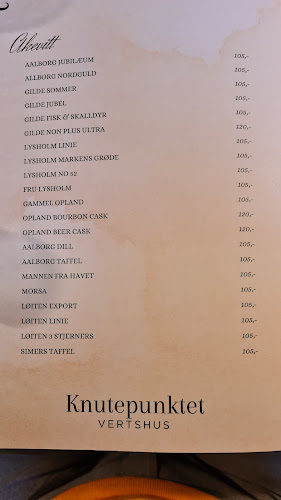 Akevitt
AALBORG JUBILÆUM 105,-
ALLBORG NORDGULD 105,-
GILDE SOMMER 105,-
GILDE JUBEL 105,-
GILDE FISK & SKALLDYR 105,-
GILDE NON PLUS ULTRA 120,-
LYSHOLM LINIE 105,-
LYSHOLM MARKENS GRØDE 105,-
LYSHOLM NO 52 105,-
FRU LYSHOLM 105,-
GAMMEL OPLAND 105,-
OPLAND BOURBON CASK 120,-
OPLAND BEER CASK 120,-
AALBORG DILL 105,-
AALBORG TAFFEL 105,-
MANNEN FRA HAVET 105,-
MORSA 105,-
LØITEN EXPORT 105,-
LØITEN LINIE 105,-
LØITEN 3 STJERNERS 105,-
SIMERS TAFFEL 105,-
Knutepunktet
VERTSHUS